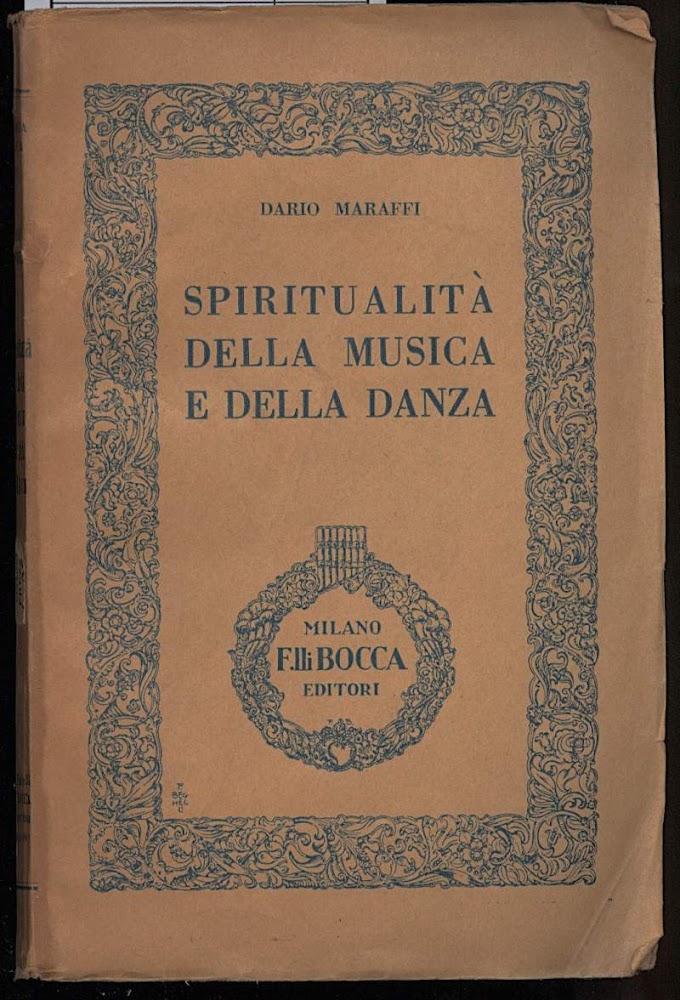 DARIO MARAFFI
SPIRITUALITÀ
DELLA MUSICA
E DELLA DANZA
MILANO
F.lli BOCCA
EDITORI